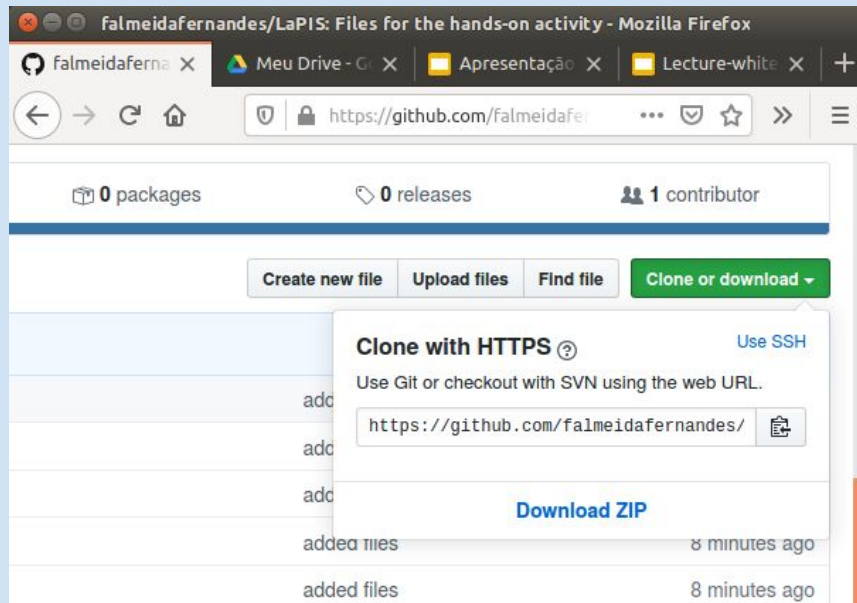 falmeidafernandes/LaPIS: Files for the hands-on activity - Mozilla Firefox
falmeidaferna
Meu Drive - G
Apresentação
Lecture-white
https://github.com/falmeidafe
0 packages
0 releases
1 contributor
Create new file
Upload files
Find file
Clone or download
Clone with HTTPS
Use SSH
Use Git or checkout with SVN using the web URL.
https://github.com/falmeidafernandes/
add
add
add
Download ZIP
added files 8 minutes ago
added files 8 minutes ago